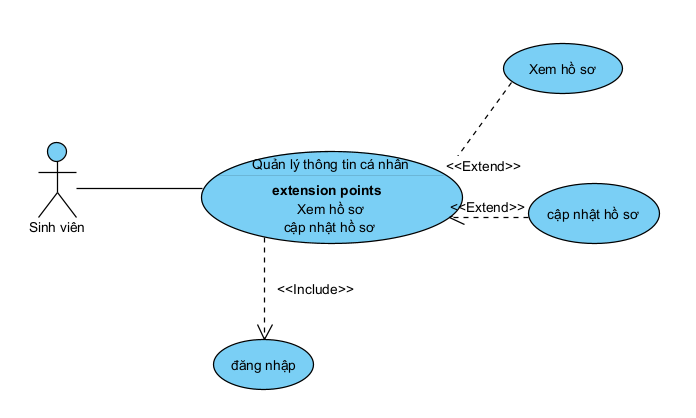 Xem hồ sơ
Quản lý thông tin cá nhân
<<Extend>>
extension points
Xem hồ sơ
cập nhật hồ sơ
<<Extend>>
cập nhật hồ sơ
Sinh viên
<<Include>>
đăng nhập